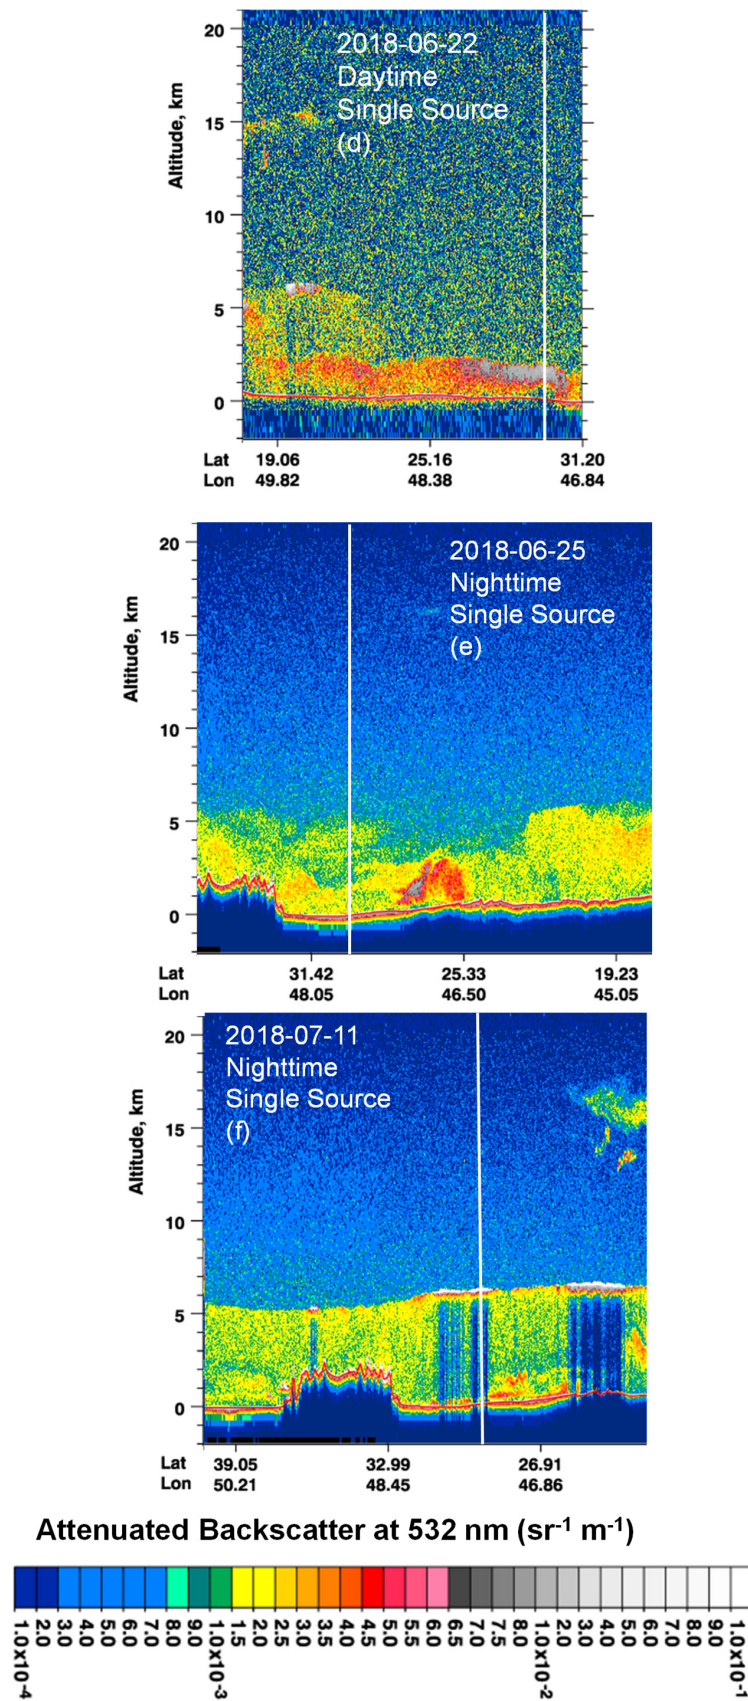 20
2018-06-22
Daytime
Single Source
(d)
15
10
5
0
Altitude, km
Lat 19.06 25.16 31.20
Lon 49.82 48.38 46.84
20
2018-06-25
Nighttime
Single Source
(e)
15
10
5
0
Altitude, km
Lat 31.42 25.33 19.23
Lon 48.05 46.50 45.05
20
2018-07-11
Nighttime
Single Source
(f)
15
10
5
0
Altitude, km
Lat 39.05 32.99 26.91
Lon 50.21 48.45 46.86
Attenuated Backscatter at 532 nm (sr⁻¹ m⁻¹)
1.0x10⁻⁴ 2.0 3.0 4.0 5.0 6.0 7.0 8.0 9.0 1.0x10⁻³ 1.5 2.0 2.5 3.0 3.5 4.0 4.5 5.0 5.5 6.0 6.5 7.0 7.5 8.0 1.0x10⁻² 2.0 3.0 4.0 5.0 6.0 7.0 8.0 9.0 1.0x10⁻¹